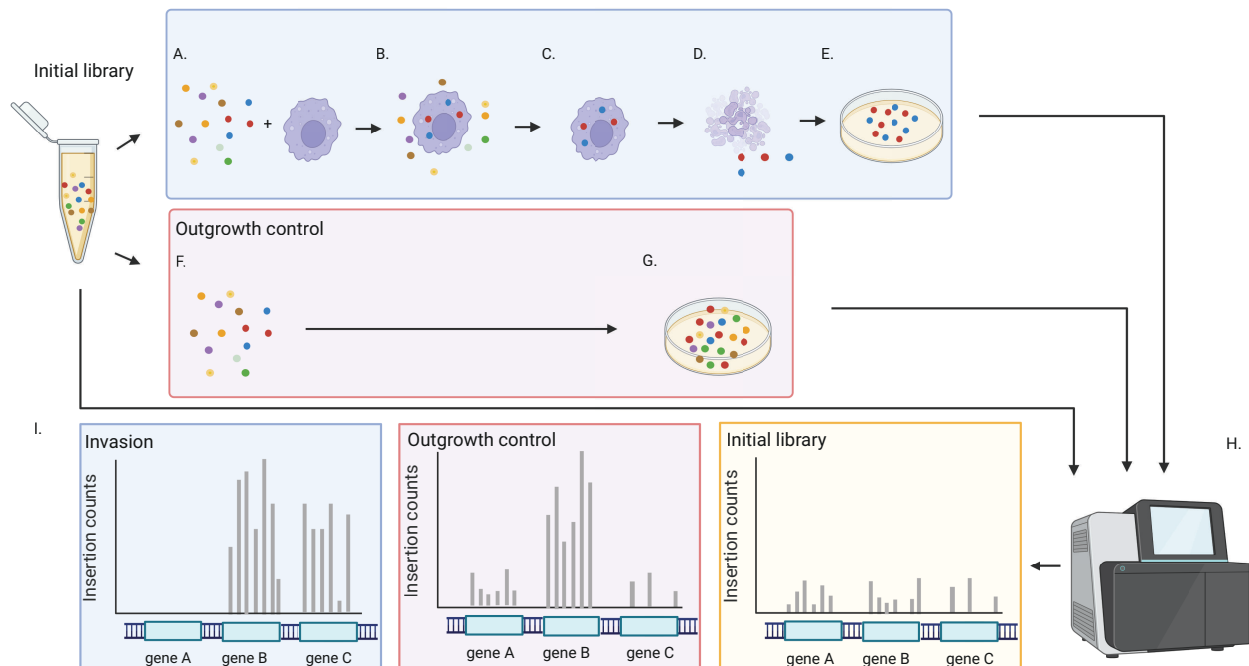 Initial library
A.
+
B.
C.
D.
E.
Outgrowth control
F.
G.
H.
I.
Invasion
Insertion counts
gene A gene B gene C
Outgrowth control
Insertion counts
gene A gene B gene C
Initial library
Insertion counts
gene A gene B gene C